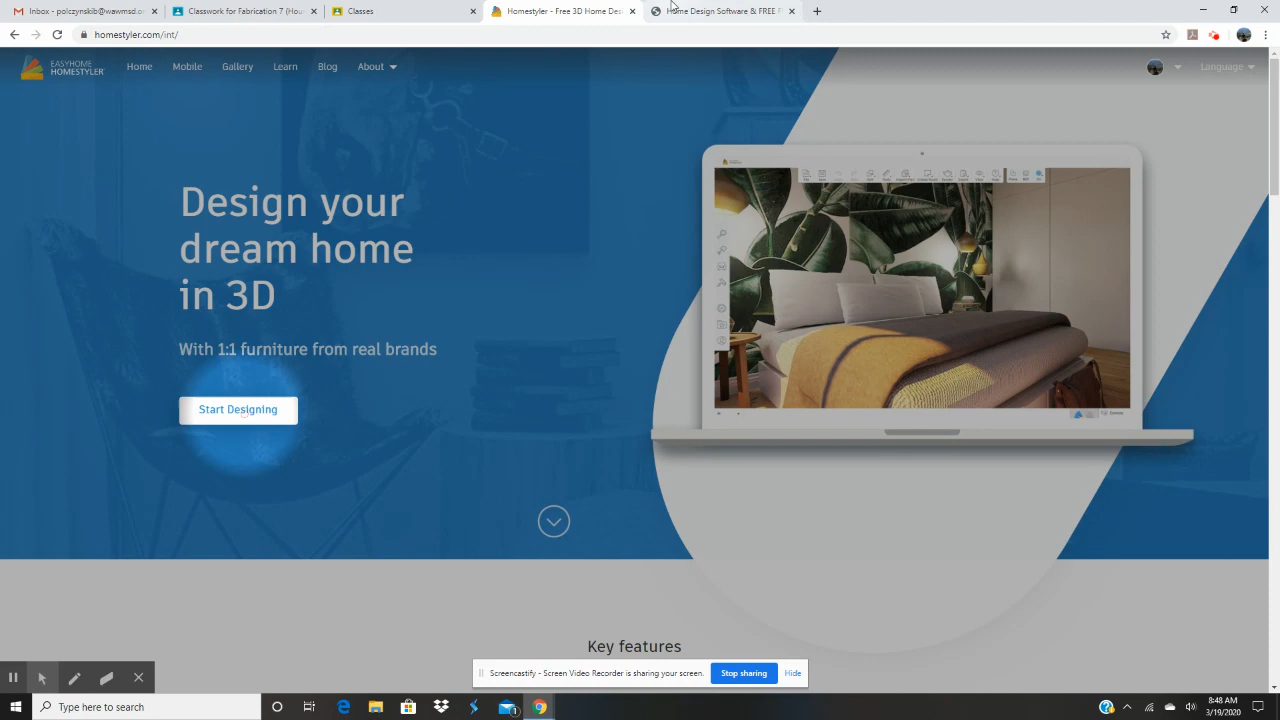 Inbox - polczynskib@wawmsd.or
Classwork for Fabrication 7 (Hour
Classes
Homestyler - Free 3D Home Des
Home Design Software & FREE F
homestyler.com/int/
EASYHOME
HOMESTYLER
Home
Mobile
Gallery
Learn
Blog
About
Language
Design your
dream home
in 3D
With 1:1 furniture from real brands
Start Designing
Key features
Screencastify - Screen Video Recorder is sharing your screen.
Stop sharing
Hide
Type here to search
1
8:48 AM
3/19/2020